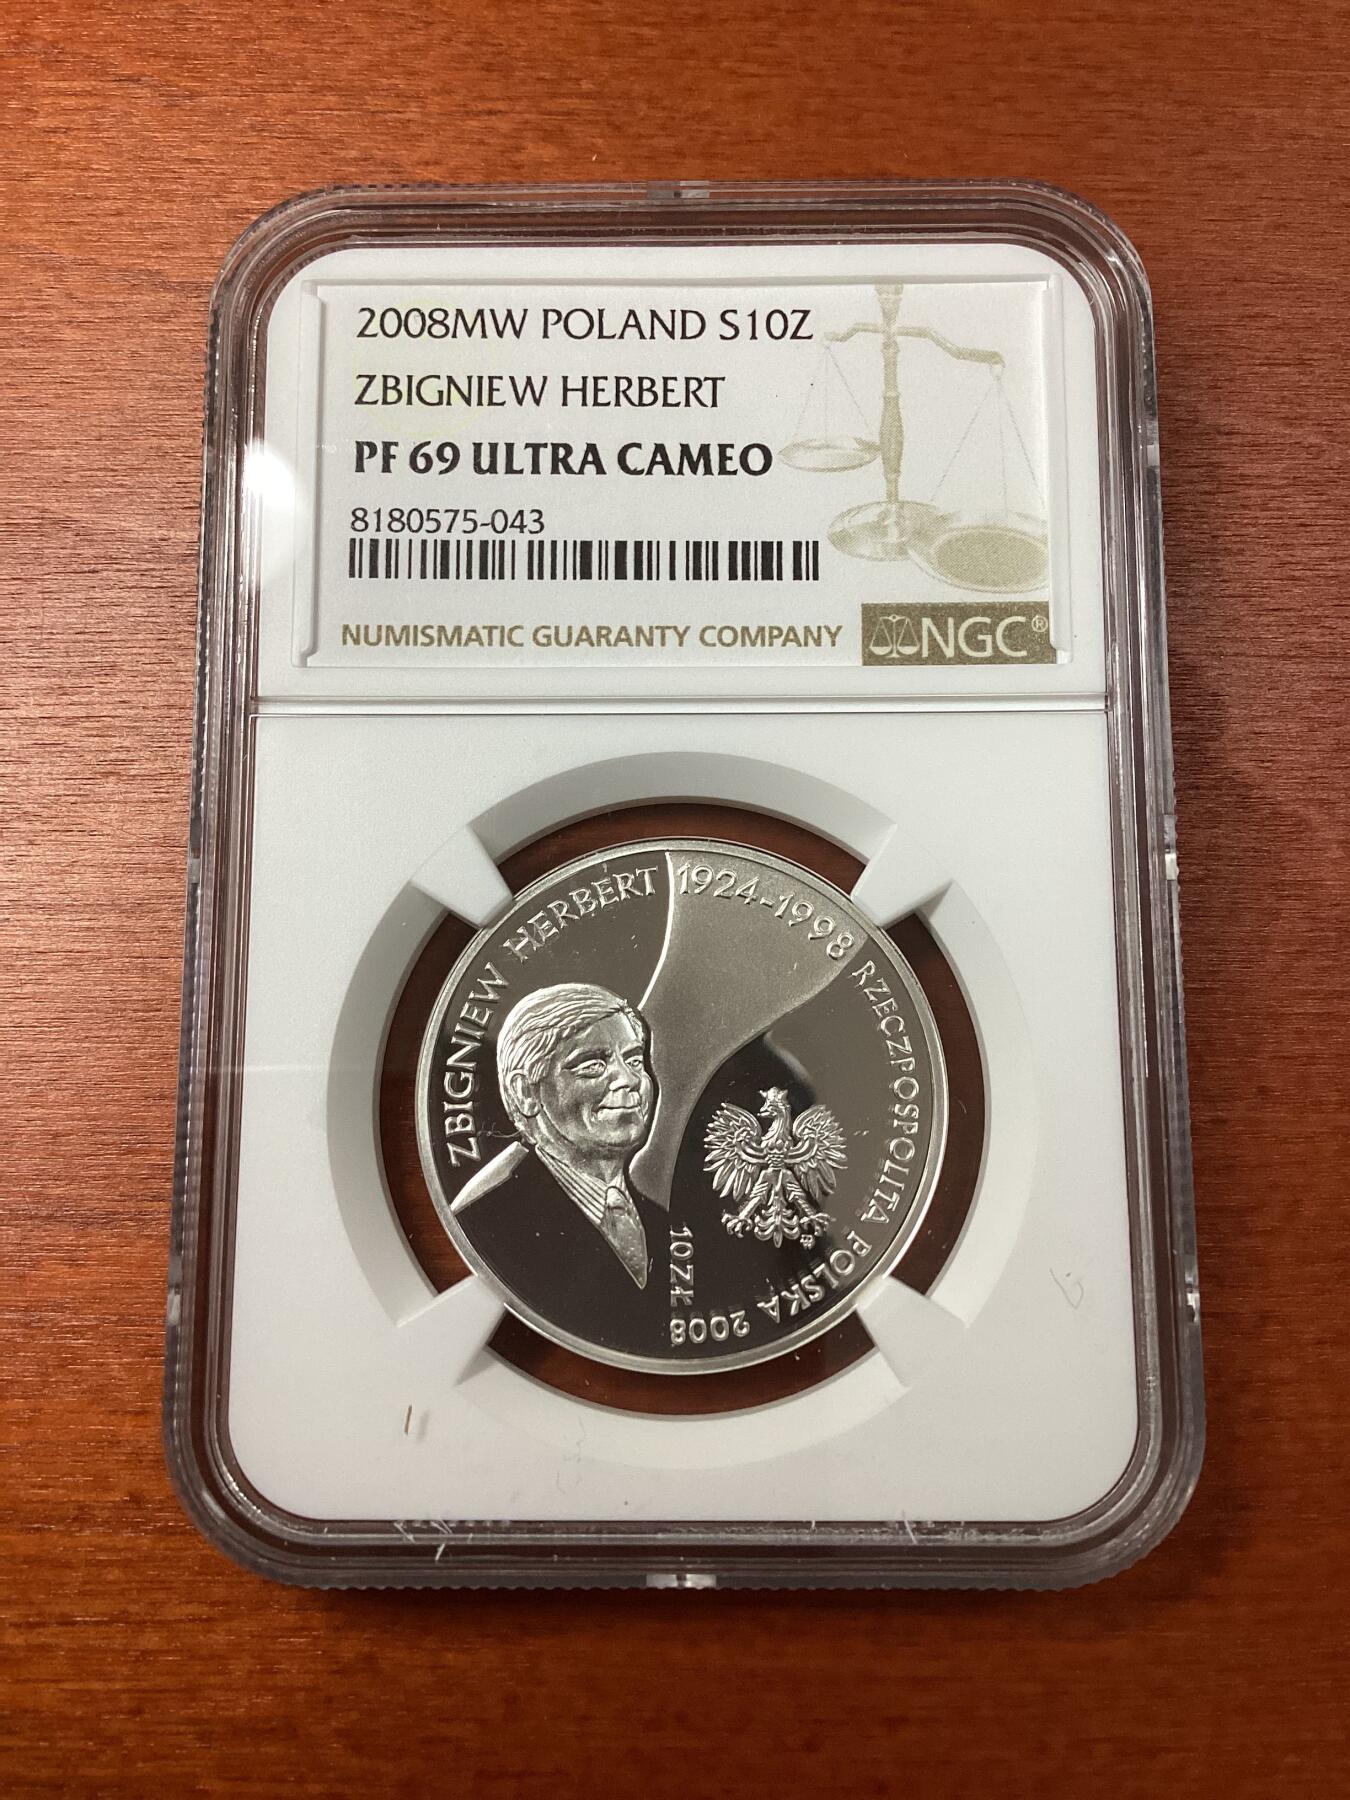 2008MW POLAND S10Z
ZBIGNIEW HERBERT
PF 69 ULTRA CAMEO
8180575-043
NUMISMATIC GUARANTY COMPANY
NGC®
ZBIGNIEW HERBERT 1924-1998
RZECZPOSPOLITA POLSKA 2008
10 ZŁ